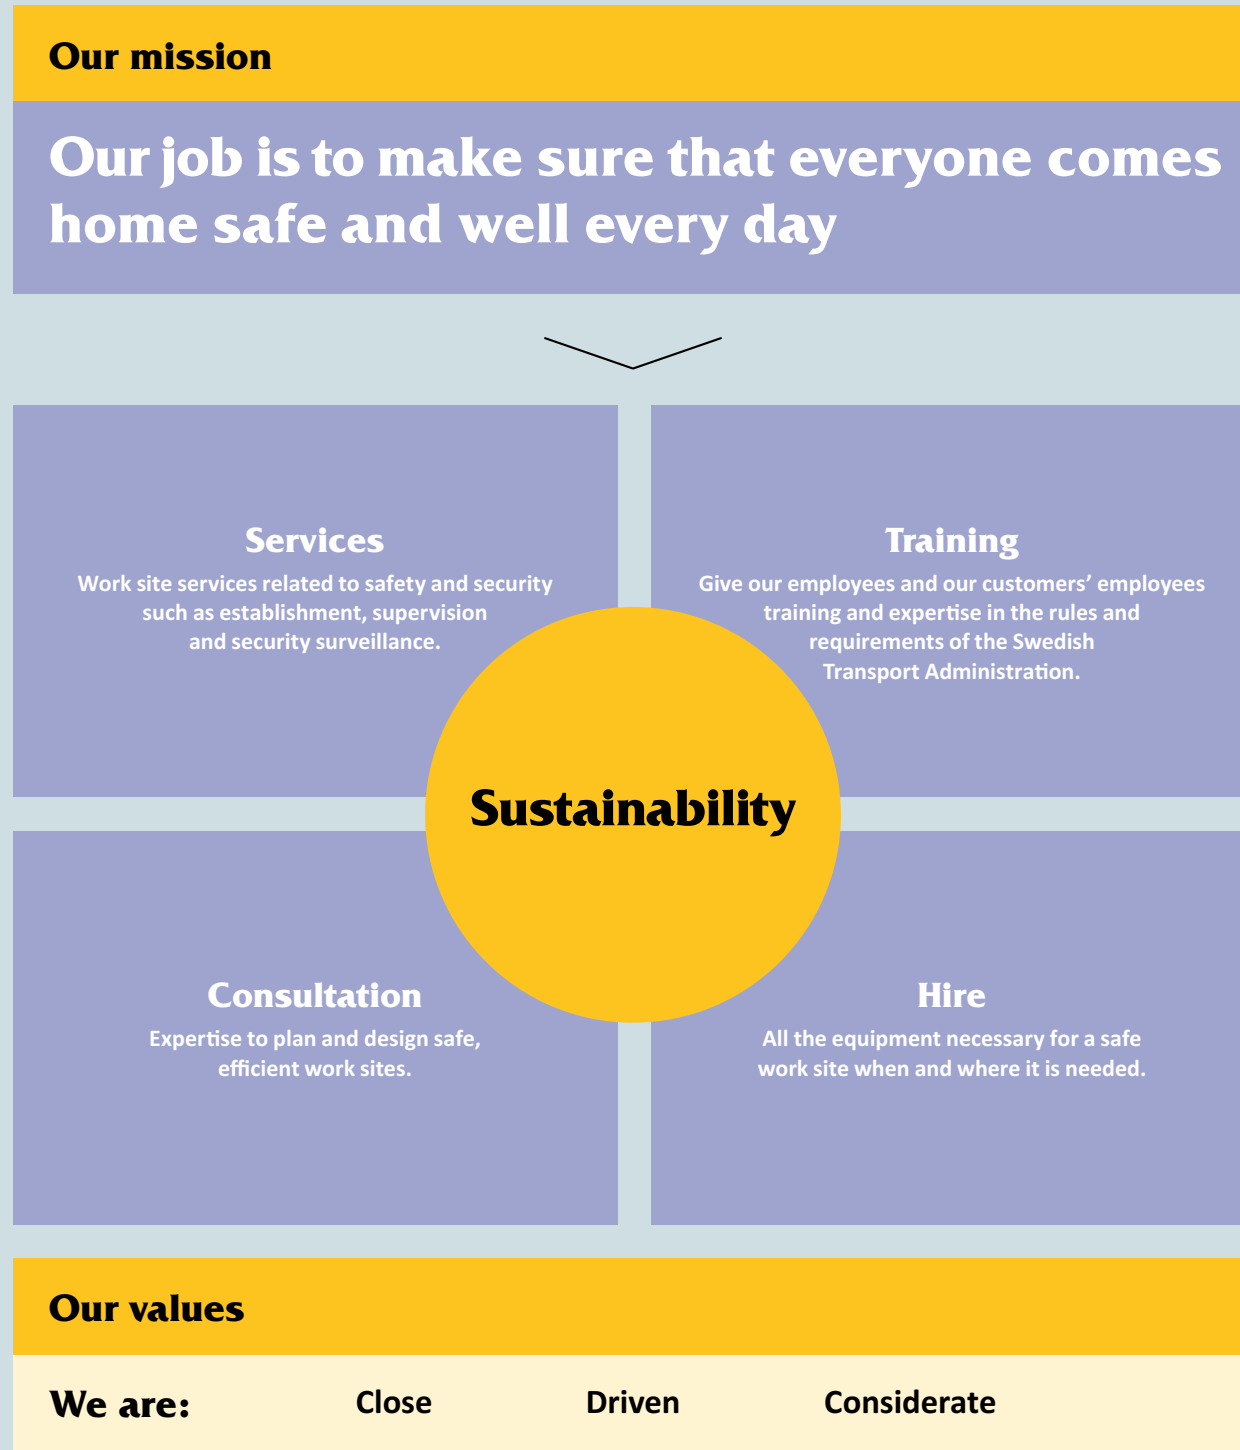 Our mission
Our job is to make sure that everyone comes
home safe and well every day
Services
Work site services related to safety and security
such as establishment, supervision
and security surveillance.
Training
Give our employees and our customers’ employees
training and expertise in the rules and
requirements of the Swedish
Transport Administration.
Sustainability
Consultation
Expertise to plan and design safe,
efficient work sites.
Hire
All the equipment necessary for a safe
work site when and where it is needed.
Our values
We are: Close Driven Considerate